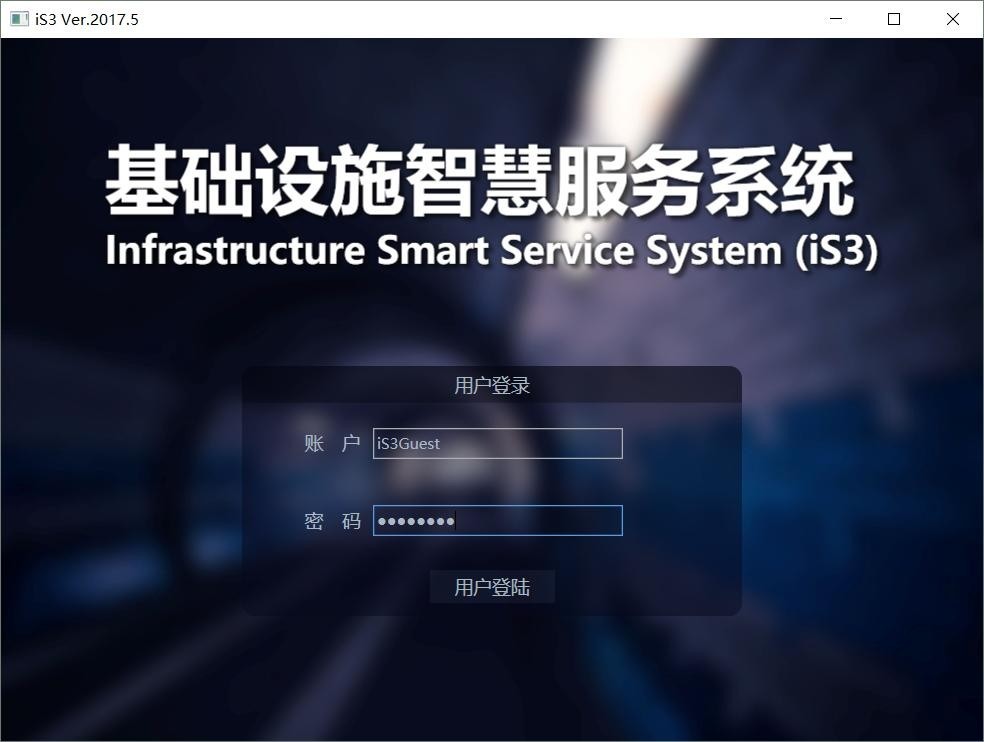 iS3 Ver.2017.5
基础设施智慧服务系统
Infrastructure Smart Service System (iS3)
用户登录
账 户 iS3Guest
密 码 ●●●●●●●●
用户登陆